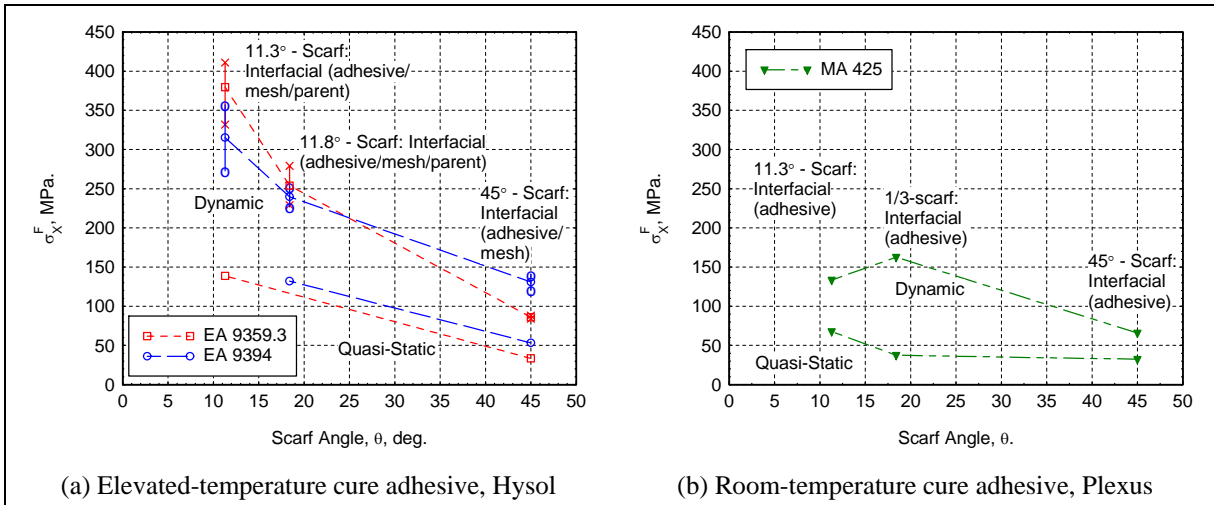 450
400
350
300
250
200
150
100
50
0
σX^F, MPa.
11.3° - Scarf:
Interfacial (adhesive/
mesh/parent)
11.8° - Scarf: Interfacial
(adhesive/mesh/parent)
45° - Scarf:
Interfacial
(adhesive/
mesh)
Dynamic
Quasi-Static
EA 9359.3
EA 9394
0 5 10 15 20 25 30 35 40 45 50
Scarf Angle, θ, deg.
(a) Elevated-temperature cure adhesive, Hysol
450
400
350
300
250
200
150
100
50
0
σX^F, MPa.
MA 425
11.3° - Scarf:
Interfacial
(adhesive)
1/3-scarf:
Interfacial
(adhesive)
45° - Scarf:
Interfacial
(adhesive)
Dynamic
Quasi-Static
0 5 10 15 20 25 30 35 40 45 50
Scarf Angle, θ.
(b) Room-temperature cure adhesive, Plexus